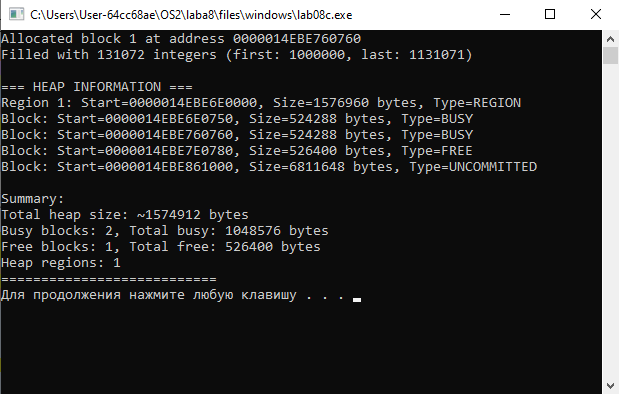 C:\Users\User-64cc68ae\OS2\laba8\files\windows\lab08c.exe
Allocated block 1 at address 0000014EBE760760
Filled with 131072 integers (first: 1000000, last: 1131071)
=== HEAP INFORMATION ===
Region 1: Start=0000014EBE6E0000, Size=1576960 bytes, Type=REGION
Block: Start=0000014EBE6E0750, Size=524288 bytes, Type=BUSY
Block: Start=0000014EBE760760, Size=524288 bytes, Type=BUSY
Block: Start=0000014EBE7E0780, Size=526400 bytes, Type=FREE
Block: Start=0000014EBE861000, Size=6811648 bytes, Type=UNCOMMITTED
Summary:
Total heap size: ~1574912 bytes
Busy blocks: 2, Total busy: 1048576 bytes
Free blocks: 1, Total free: 526400 bytes
Heap regions: 1
===========================
Для продолжения нажмите любую клавишу . . .